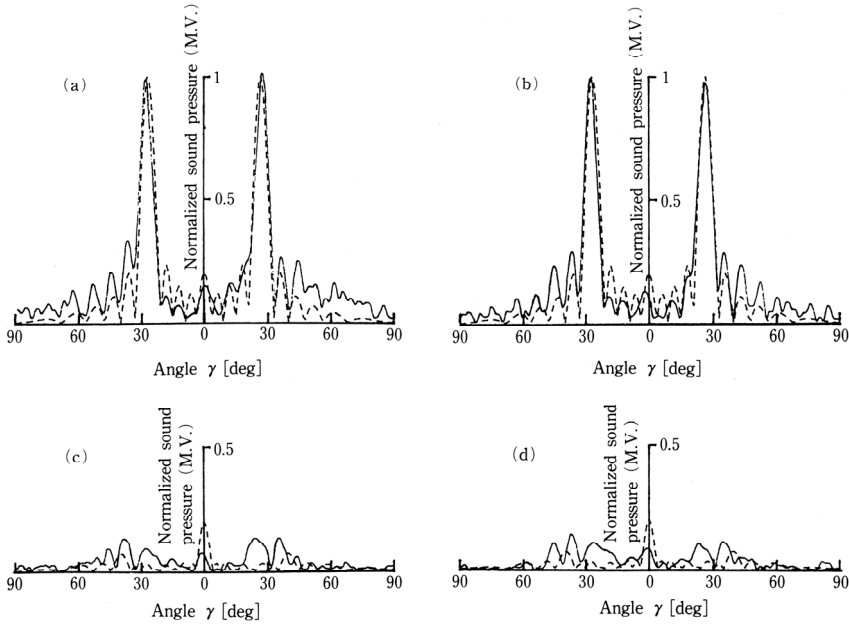 (a)
Normalized sound pressure (M.V.)
1
0.5
90 60 30 0 30 60 90
Angle γ [deg]
(b)
Normalized sound pressure (M.V.)
1
0.5
90 60 30 0 30 60 90
Angle γ [deg]
(c)
Normalized sound
pressure (M.V.)
0.5
90 60 30 0 30 60 90
Angle γ [deg]
(d)
Normalized sound
pressure (M.V.)
0.5
90 60 30 0 30 60 90
Angle γ [deg]